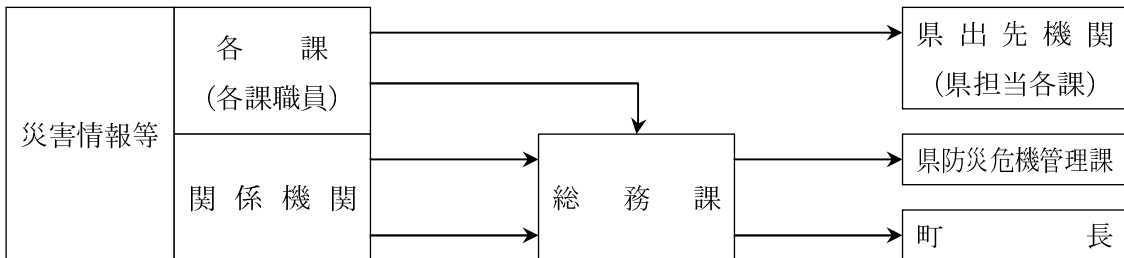 災害情報等
各課
（各課職員）
関係機関
総務課
県出先機関
（県担当各課）
県防災危機管理課
町長